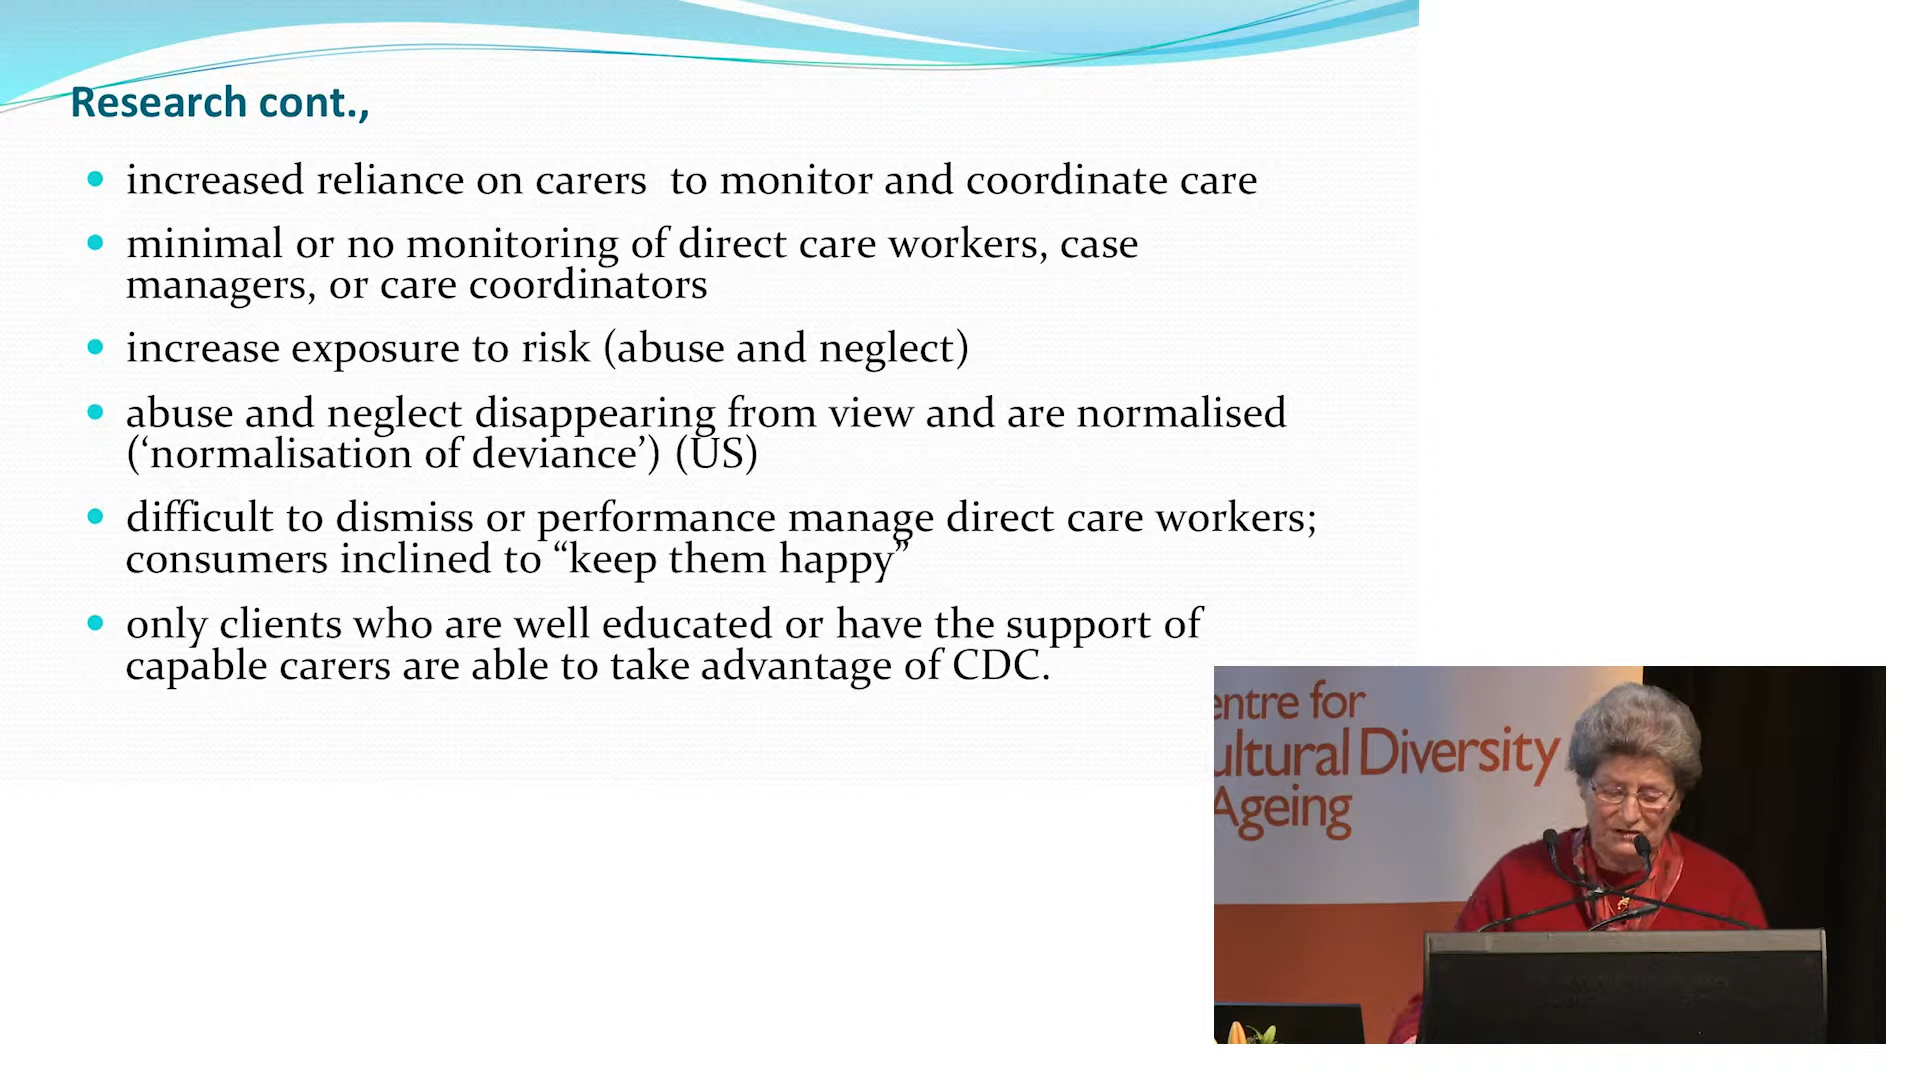 Research cont.,
increased reliance on carers to monitor and coordinate care
minimal or no monitoring of direct care workers, case
managers, or care coordinators
increase exposure to risk (abuse and neglect)
abuse and neglect disappearing from view and are normalised
(‘normalisation of deviance’) (US)
difficult to dismiss or performance manage direct care workers;
consumers inclined to “keep them happy”
only clients who are well educated or have the support of
capable carers are able to take advantage of CDC.
entre for
ultural Diversity
Ageing